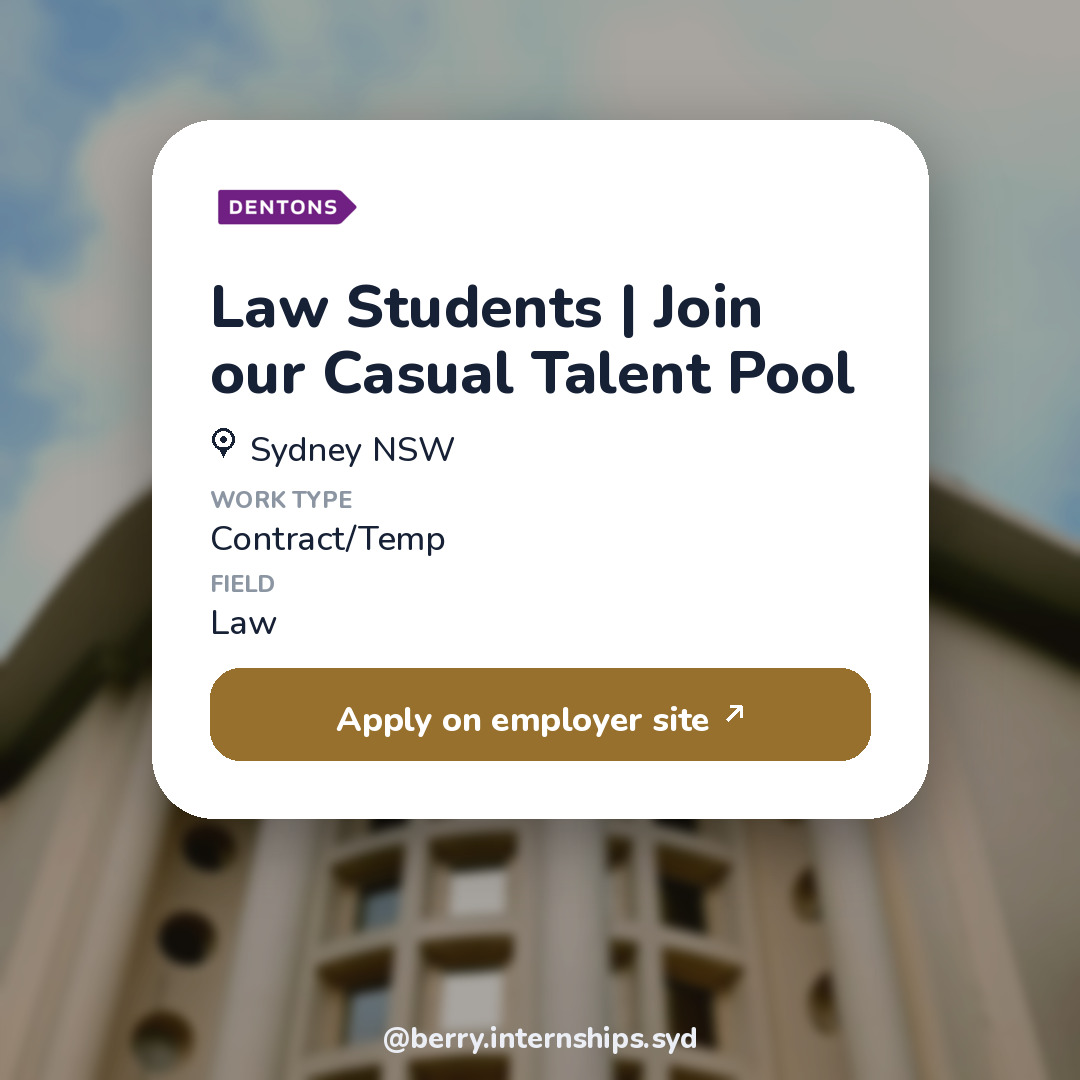 DENTONS
Law Students | Join
our Casual Talent Pool
Sydney NSW
WORK TYPE
Contract/Temp
FIELD
Law
Apply on employer site ↗
@berry.internships.syd